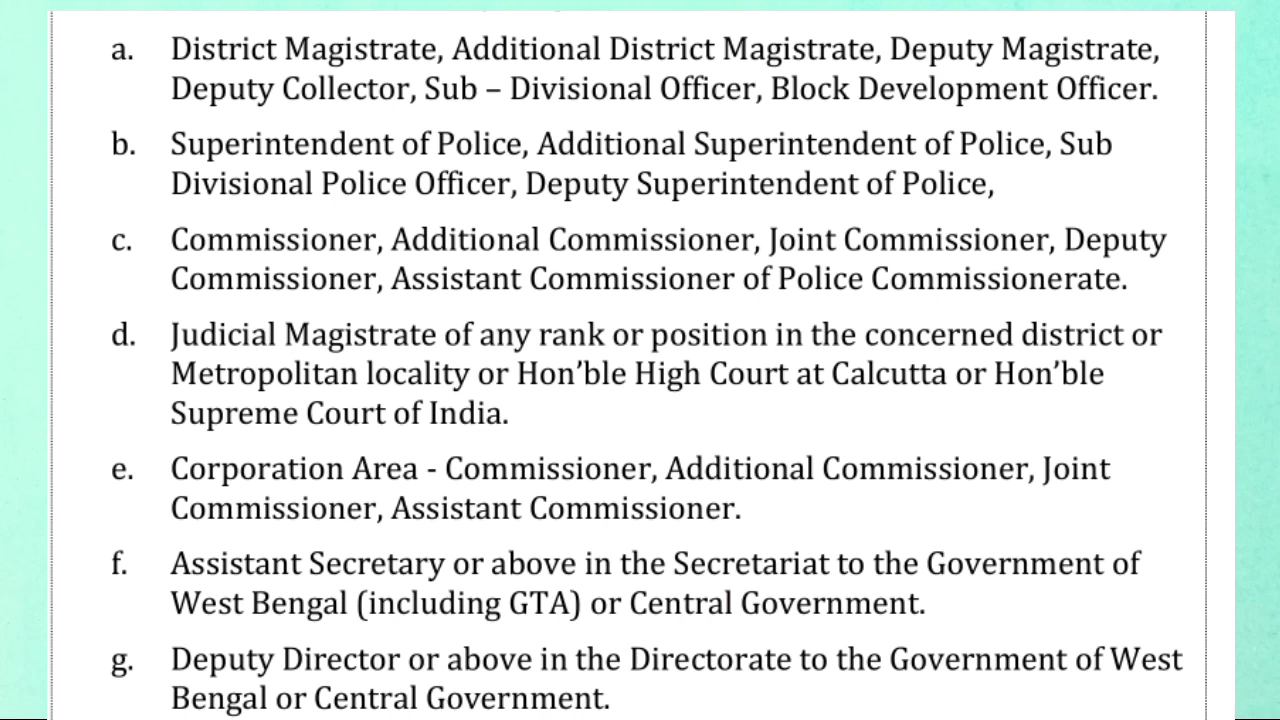 a. District Magistrate, Additional District Magistrate, Deputy Magistrate,
Deputy Collector, Sub – Divisional Officer, Block Development Officer.
b. Superintendent of Police, Additional Superintendent of Police, Sub
Divisional Police Officer, Deputy Superintendent of Police,
c. Commissioner, Additional Commissioner, Joint Commissioner, Deputy
Commissioner, Assistant Commissioner of Police Commissionerate.
d. Judicial Magistrate of any rank or position in the concerned district or
Metropolitan locality or Hon’ble High Court at Calcutta or Hon’ble
Supreme Court of India.
e. Corporation Area - Commissioner, Additional Commissioner, Joint
Commissioner, Assistant Commissioner.
f. Assistant Secretary or above in the Secretariat to the Government of
West Bengal (including GTA) or Central Government.
g. Deputy Director or above in the Directorate to the Government of West
Bengal or Central Government.